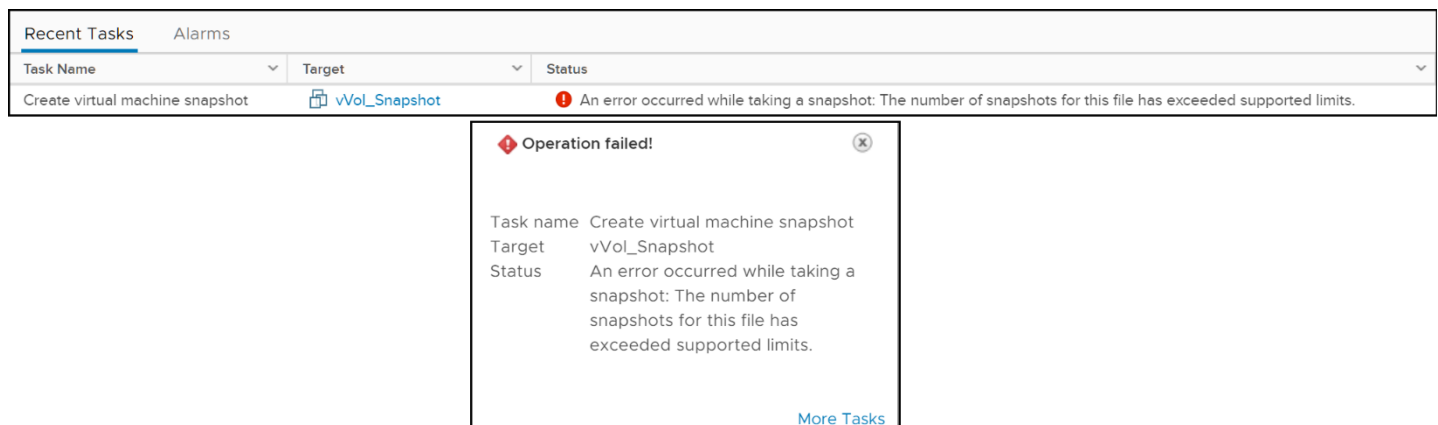 Recent Tasks Alarms
Task Name Target Status
Create virtual machine snapshot vVol_Snapshot An error occurred while taking a snapshot: The number of snapshots for this file has exceeded supported limits.
Operation failed!
Task name Create virtual machine snapshot
Target vVol_Snapshot
Status An error occurred while taking a
snapshot: The number of
snapshots for this file has
exceeded supported limits.
More Tasks